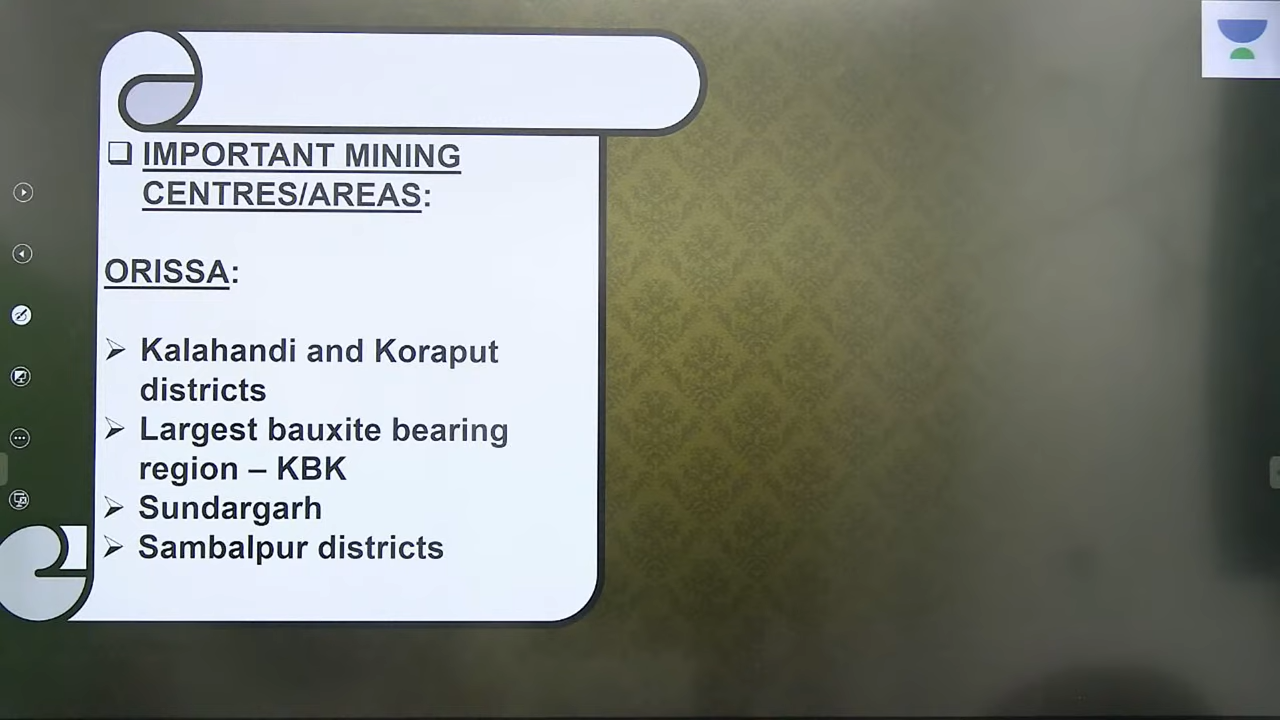 ❑ IMPORTANT MINING
CENTRES/AREAS:
ORISSA:
➢ Kalahandi and Koraput
districts
➢ Largest bauxite bearing
region – KBK
➢ Sundargarh
➢ Sambalpur districts